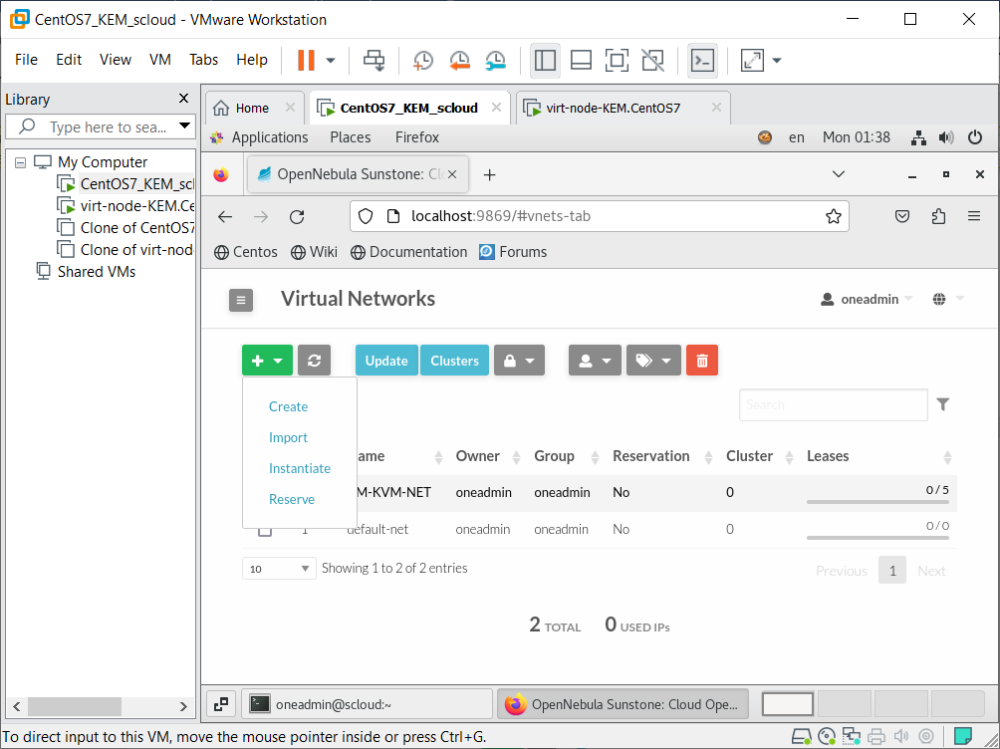 CentOS7_KEM_scloud - VMware Workstation
File Edit View VM Tabs Help
Library
Type here to sea...
My Computer
CentOS7_KEM_scl
virt-node-KEM.Ce
Clone of CentOS7
Clone of virt-nod
Shared VMs
Home CentOS7_KEM_scloud virt-node-KEM.CentOS7
Applications Places Firefox en Mon 01:38
OpenNebula Sunstone: Cl
localhost:9869/#vnets-tab
Centos Wiki Documentation Forums
Virtual Networks oneadmin
Update Clusters
Create
Import
Instantiate
Reserve
Search
ame Owner Group Reservation Cluster Leases
M-KVM-NET oneadmin oneadmin No 0 0 / 5
1 default-net oneadmin oneadmin No 0 0 / 0
10 Showing 1 to 2 of 2 entries Previous 1 Next
2 TOTAL 0 USED IPs
oneadmin@scloud:~ OpenNebula Sunstone: Cloud Ope...
To direct input to this VM, move the mouse pointer inside or press Ctrl+G.